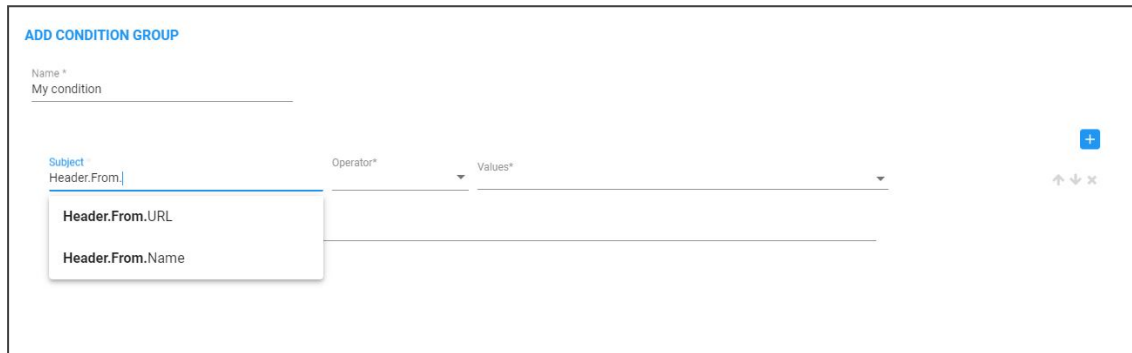 ADD CONDITION GROUP
Name *
My condition
Subject *
Header.From.
Operator*
Values*
Header.From.URL
Header.From.Name